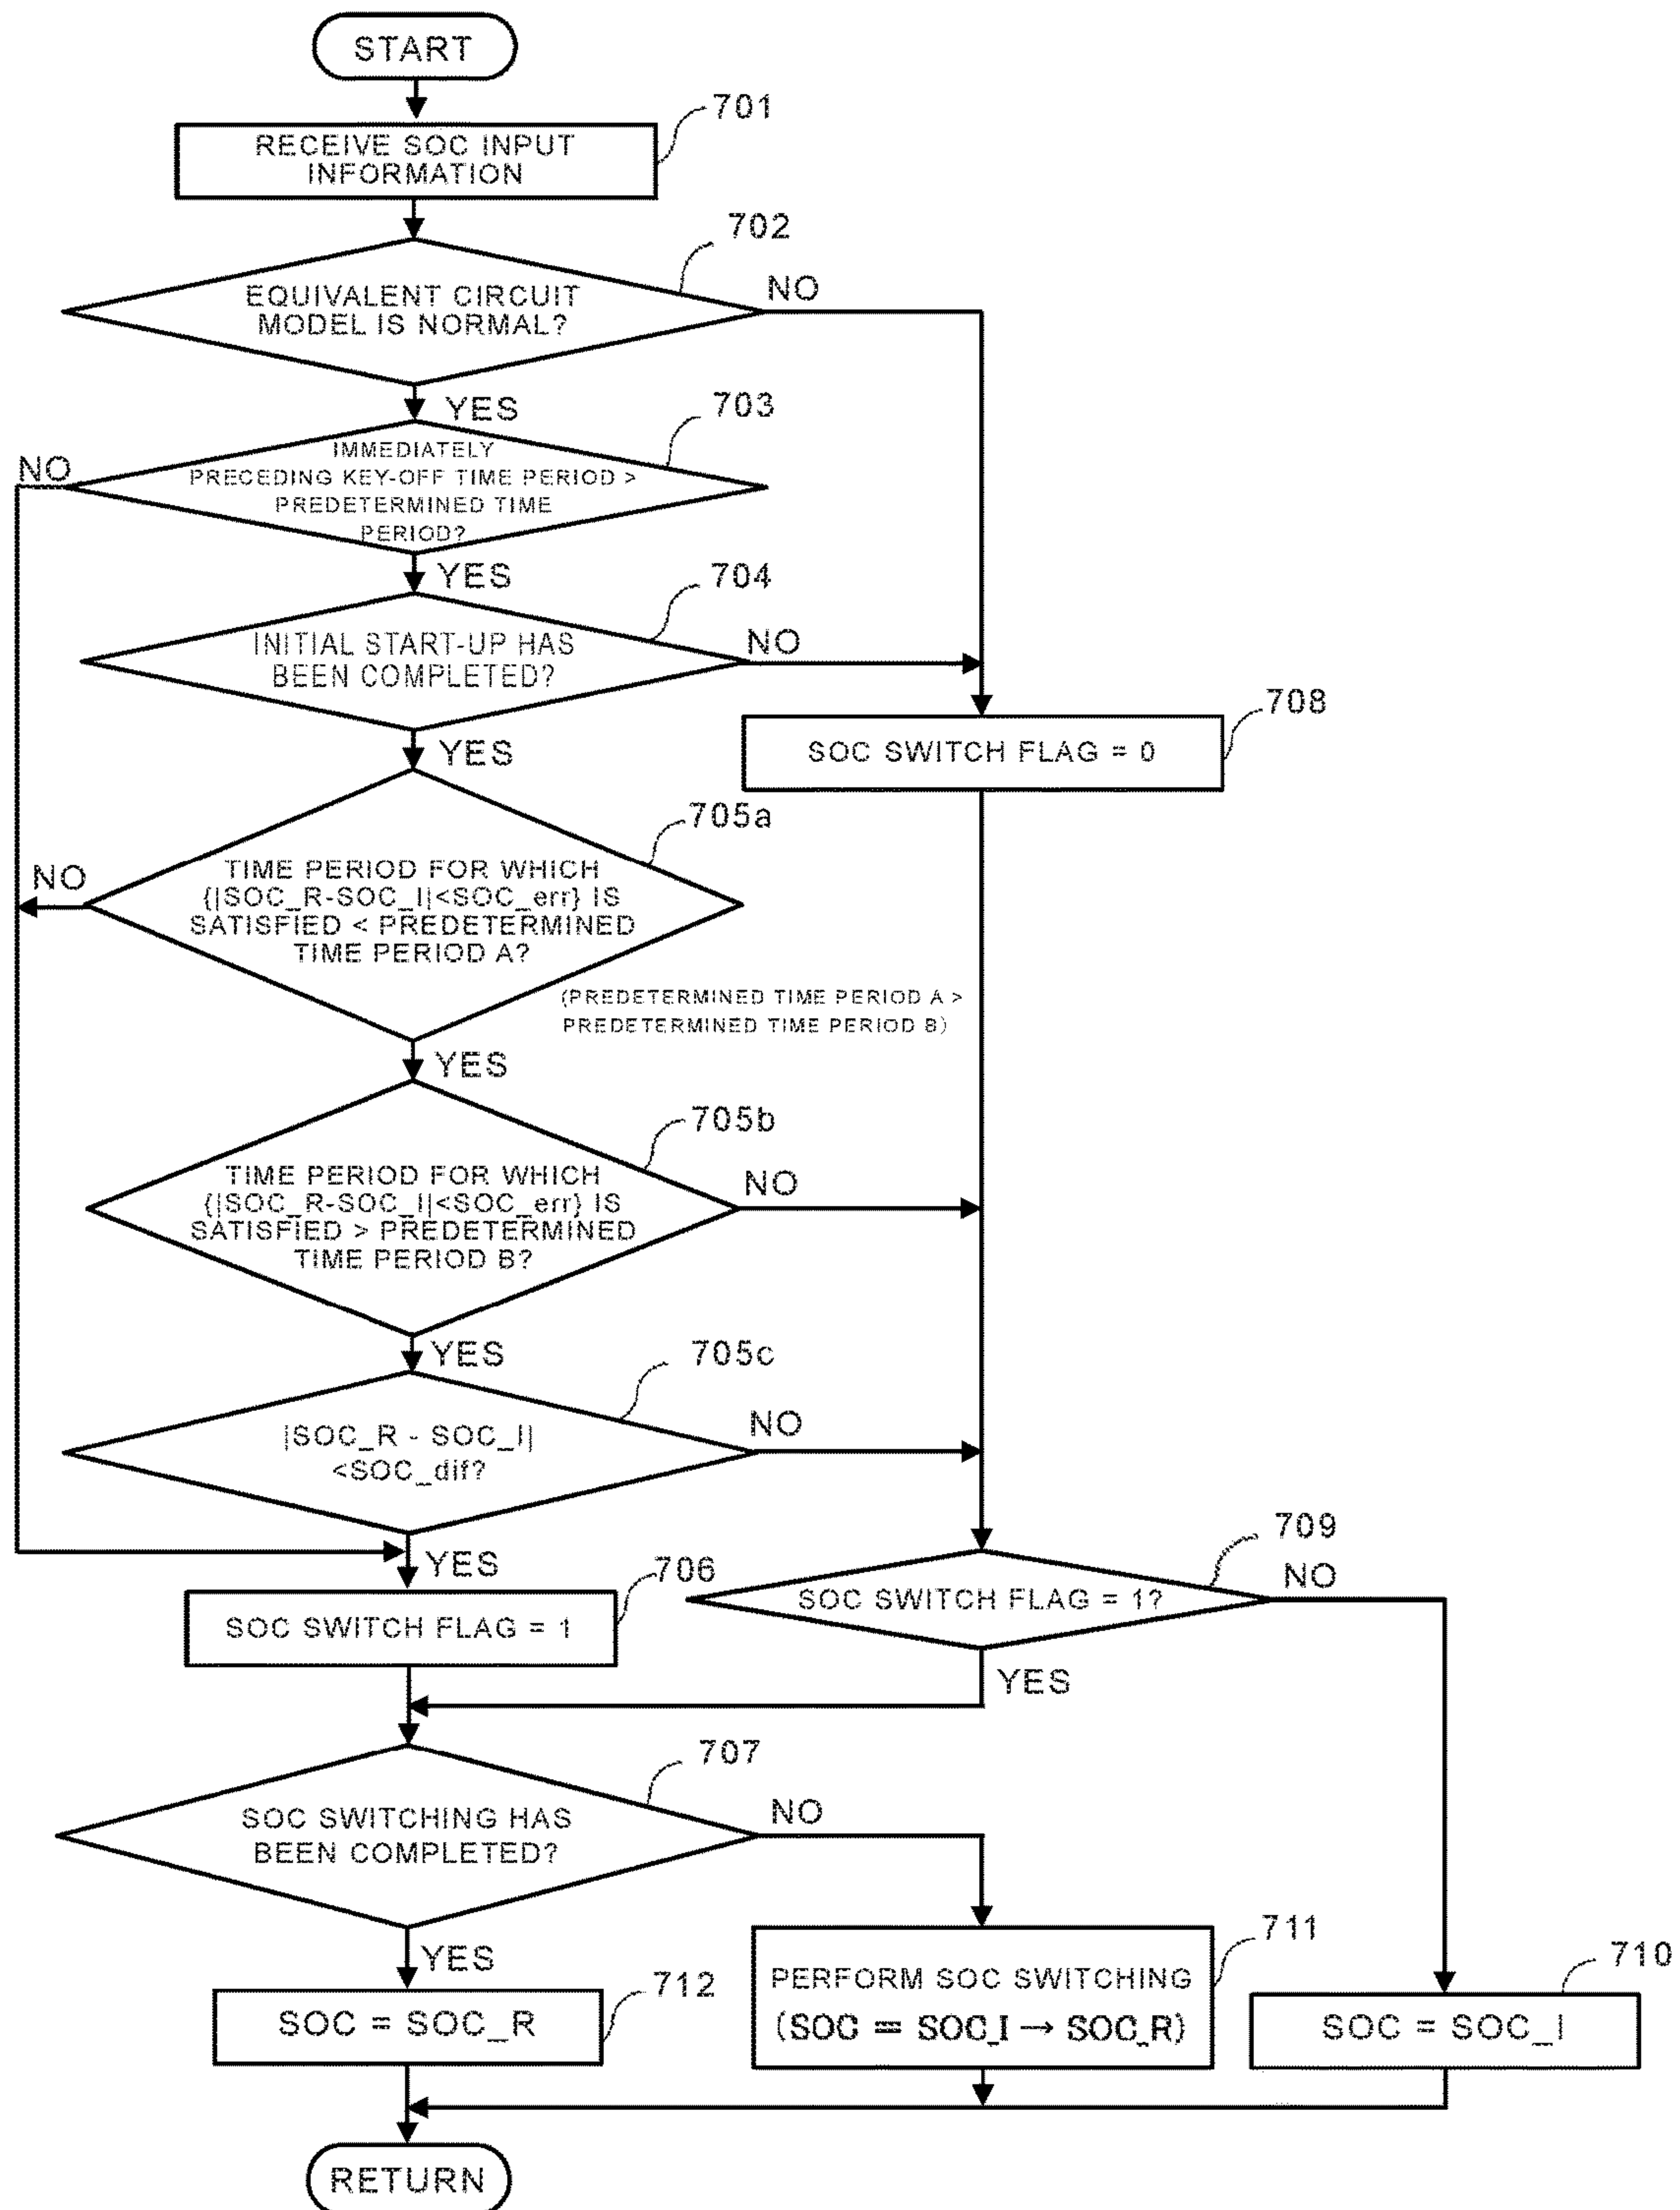 START
701
RECEIVE SOC INPUT
INFORMATION
702
EQUIVALENT CIRCUIT
MODEL IS NORMAL?
NO
YES
703
IMMEDIATELY
PRECEDING KEY-OFF TIME PERIOD >
PREDETERMINED TIME
PERIOD?
NO
YES
704
INITIAL START-UP HAS
BEEN COMPLETED?
NO
YES
708
SOC SWITCH FLAG = 0
705a
TIME PERIOD FOR WHICH
{|SOC_R-SOC_I|<SOC_err} IS
SATISFIED < PREDETERMINED
TIME PERIOD A?
NO
(PREDETERMINED TIME PERIOD A >
PREDETERMINED TIME PERIOD B)
YES
705b
TIME PERIOD FOR WHICH
{|SOC_R-SOC_I|<SOC_err} IS
SATISFIED > PREDETERMINED
TIME PERIOD B?
NO
YES
705c
|SOC_R - SOC_I|
<SOC_dif?
NO
YES
706
SOC SWITCH FLAG = 1
709
SOC SWITCH FLAG = 1?
NO
YES
707
SOC SWITCHING HAS
BEEN COMPLETED?
NO
YES
712
SOC = SOC_R
711
PERFORM SOC SWITCHING
(SOC = SOC_I → SOC_R)
710
SOC = SOC_I
RETURN